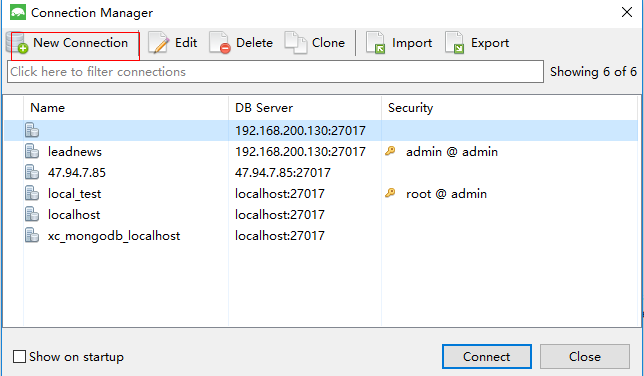 Connection Manager
New Connection Edit Delete Clone Import Export
Click here to filter connections Showing 6 of 6
Name DB Server Security
192.168.200.130:27017
leadnews 192.168.200.130:27017 admin @ admin
47.94.7.85 47.94.7.85:27017
local_test localhost:27017 root @ admin
localhost localhost:27017
xc_mongodb_localhost localhost:27017
Show on startup Connect Close